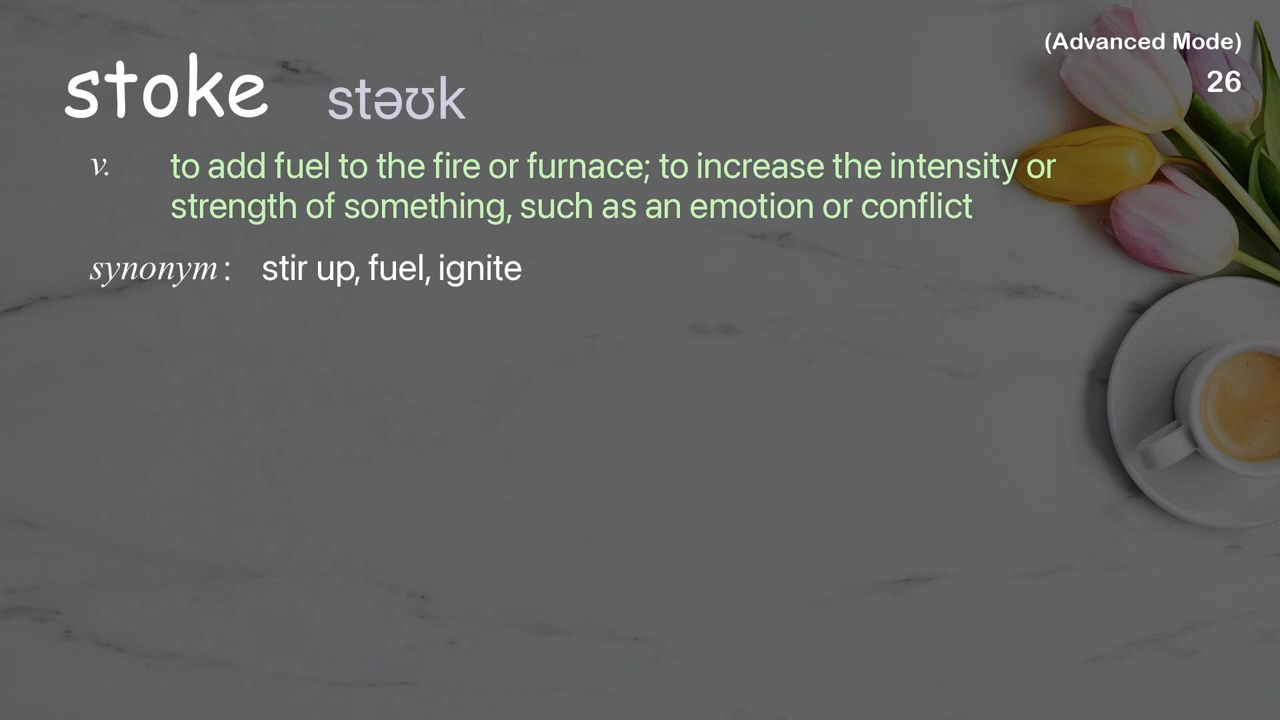 (Advanced Mode)
26
stoke stəʊk
v. to add fuel to the fire or furnace; to increase the intensity or
strength of something, such as an emotion or conflict
synonym : stir up, fuel, ignite